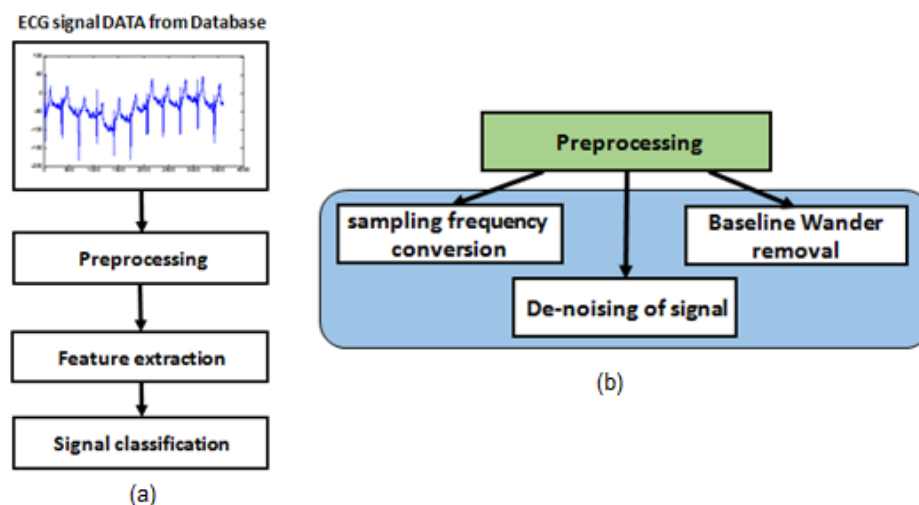 ECG signal DATA from Database
Preprocessing
Feature extraction
Signal classification
(a)
Preprocessing
sampling frequency
conversion
Baseline Wander
removal
De-noising of signal
(b)